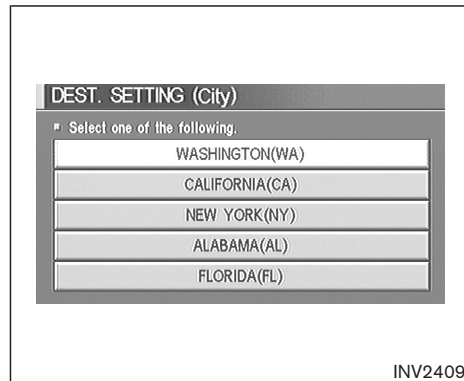 DEST. SETTING (City)
Select one of the following.
WASHINGTON(WA)
CALIFORNIA(CA)
NEW YORK(NY)
ALABAMA(AL)
FLORIDA(FL)
INV2409